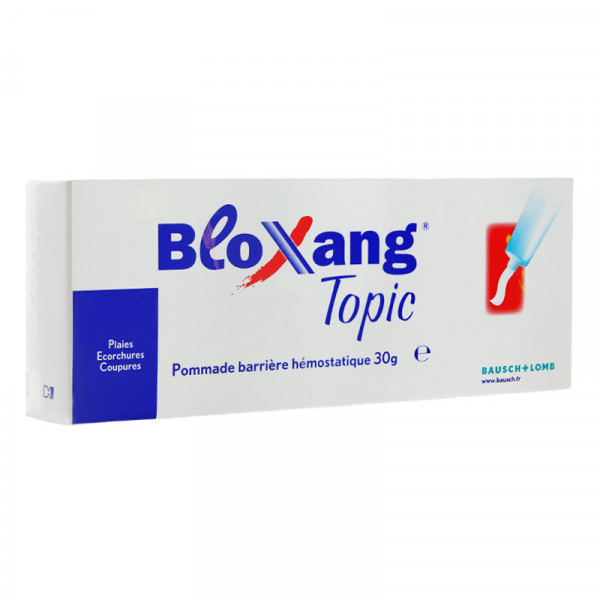 BloXang®
Topic
Plaies
Ecorchures
Coupures
Pommade barrière hémostatique 30g ℮
BAUSCH+LOMB
www.bausch.fr